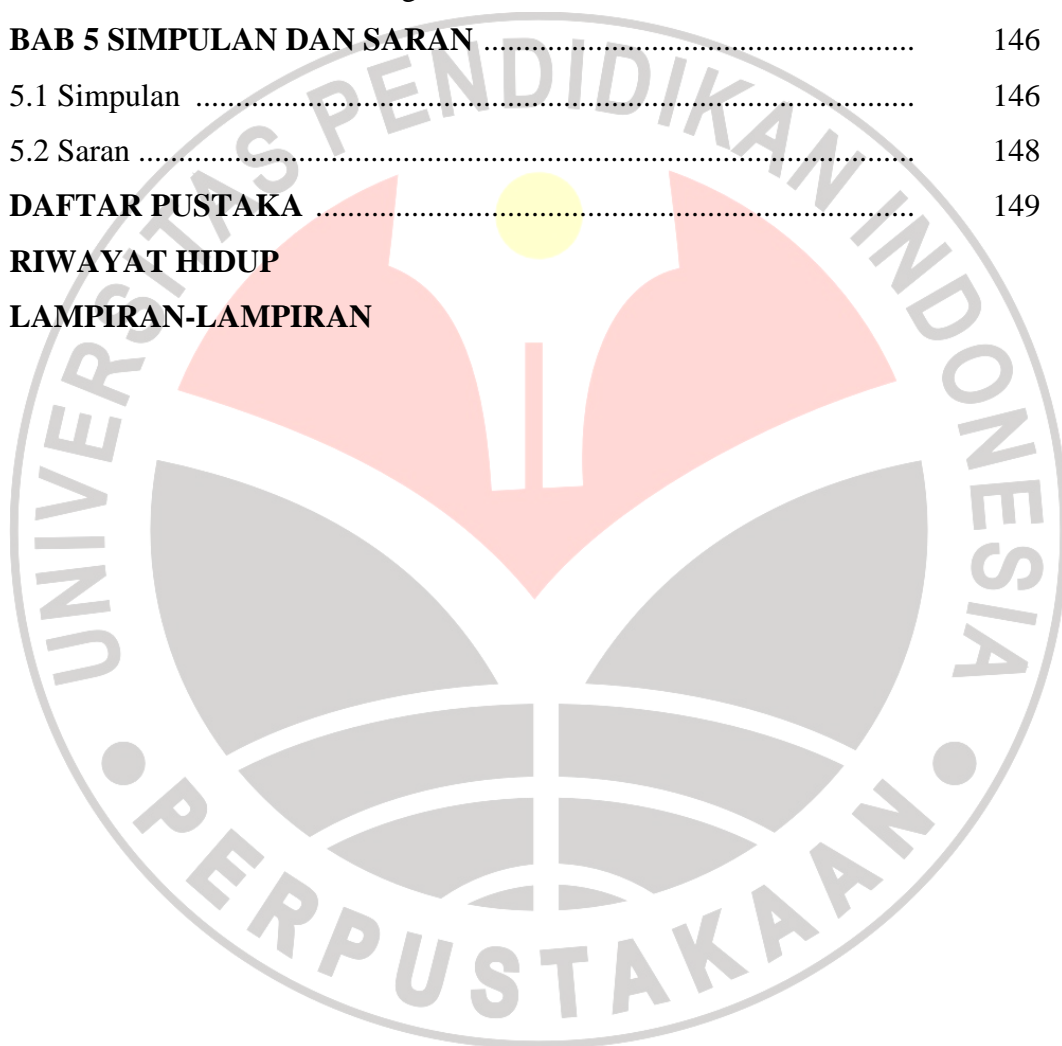 BAB 5 SIMPULAN DAN SARAN ..................................................... 146
5.1 Simpulan ......................................................................................... 146
5.2 Saran ................................................................................................ 148
DAFTAR PUSTAKA .......................................................................... 149
RIWAYAT HIDUP
LAMPIRAN-LAMPIRAN
UNIVERSITAS PENDIDIKAN INDONESIA
• PERPUSTAKAAN •